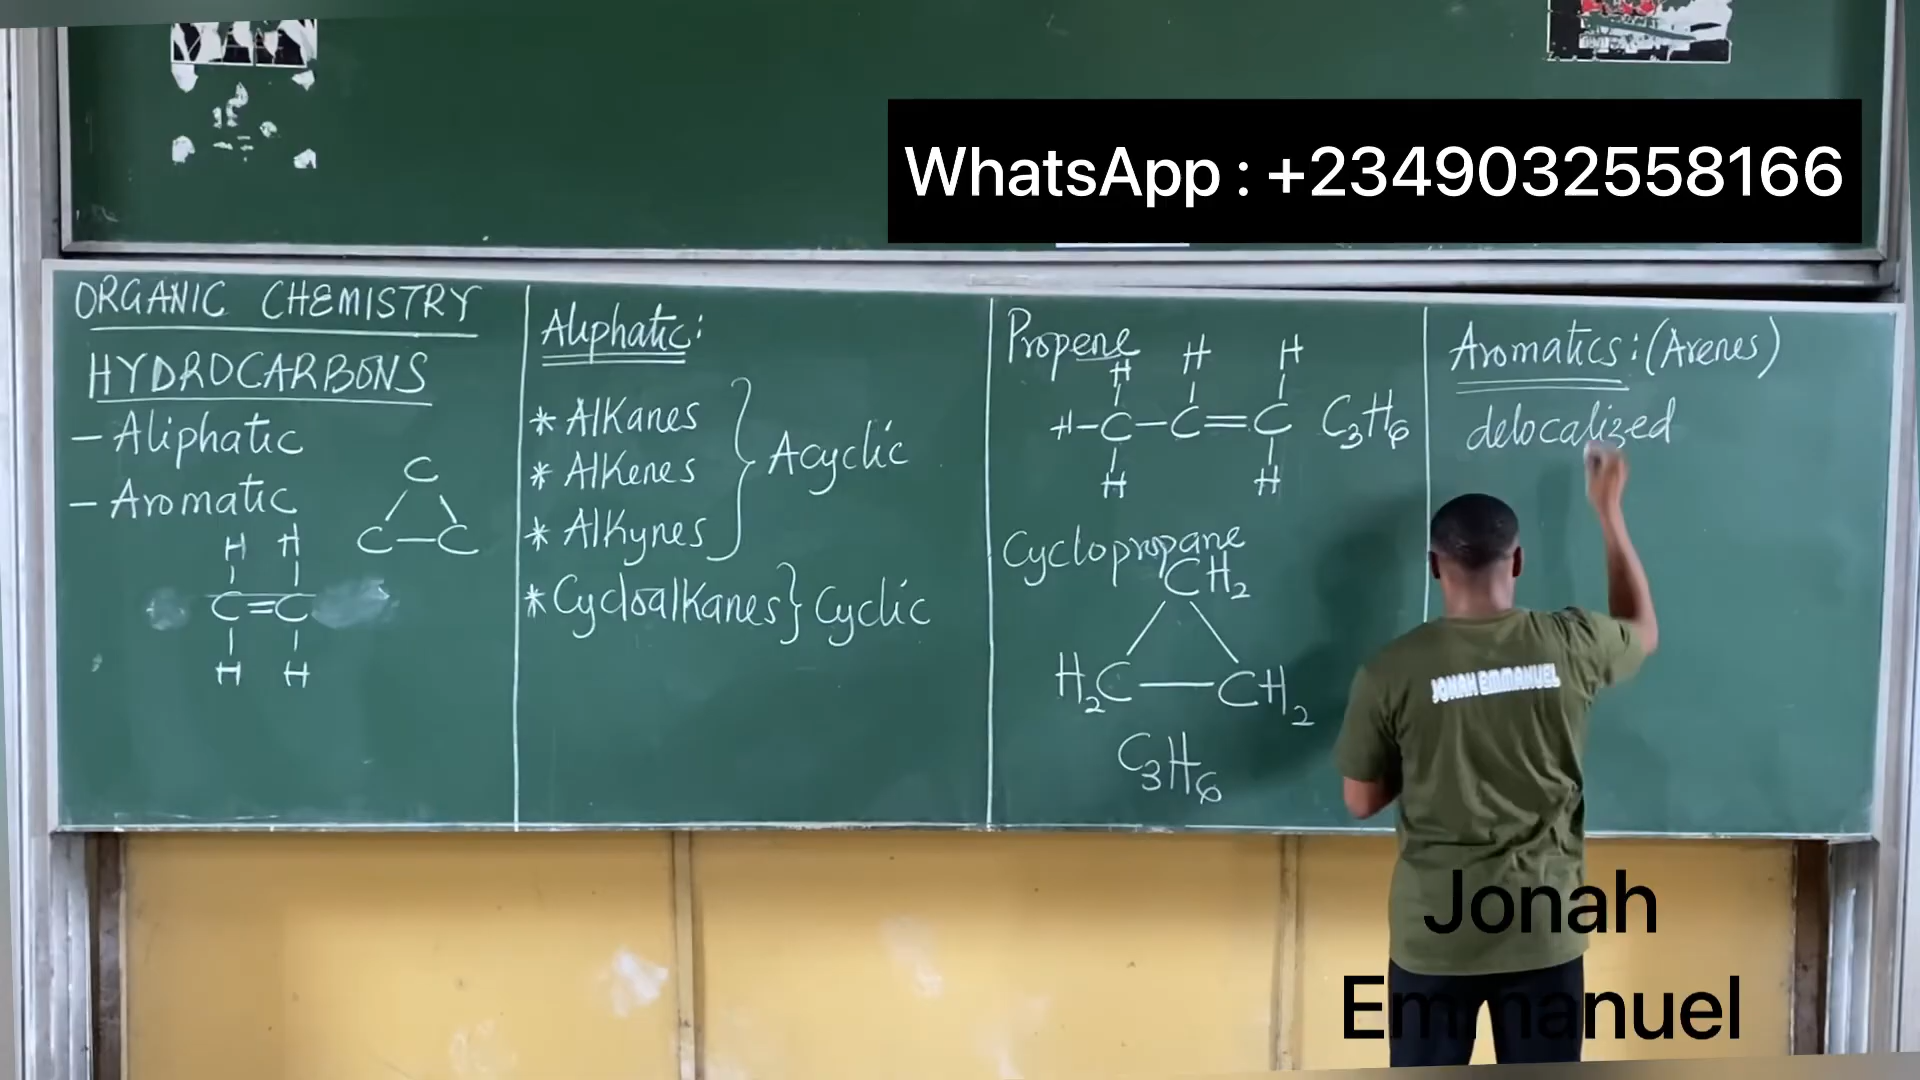 WhatsApp : +2349032558166
ORGANIC CHEMISTRY
HYDROCARBONS
- Aliphatic
- Aromatic
C
C — C
H H
C = C
H H
Aliphatic:
* Alkanes
* Alkenes
* Alkynes
} Acyclic
* Cycloalkanes } Cyclic
Propene
H H H
H - C — C = C C3H6
H H
Cyclopropane
CH2
H2C — CH2
C3H6
Aromatics: (Arenes)
delocalized
JONAH EMMANUEL
Jonah
Emmanuel